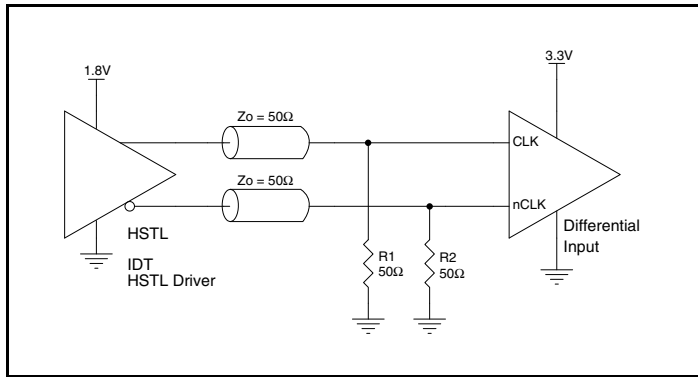 3.3V
1.8V
Zo = 50Ω
CLK
Zo = 50Ω
nCLK
HSTL
Differential
Input
R1
50Ω
R2
50Ω
IDT
HSTL Driver